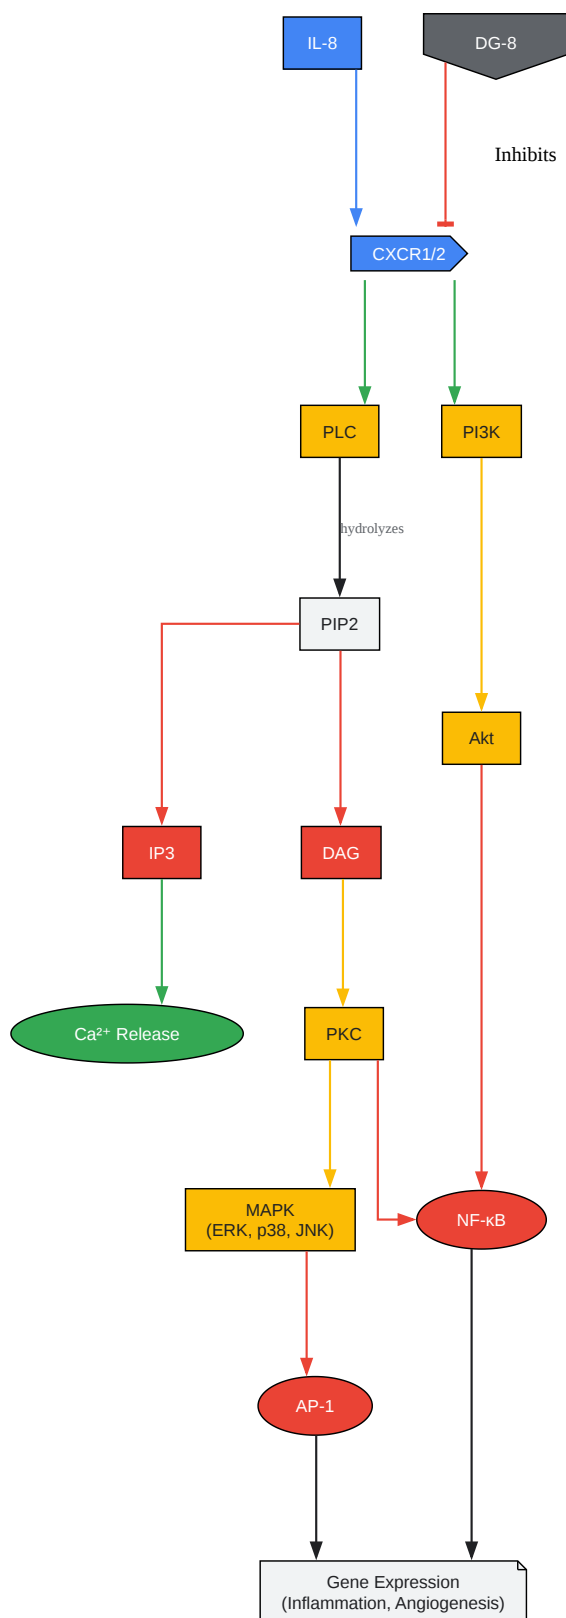 IL-8
DG-8
Inhibits
CXCR1/2
PLC
PI3K
hydrolyzes
PIP2
Akt
IP3
DAG
Ca²⁺ Release
PKC
MAPK
(ERK, p38, JNK)
NF-κB
AP-1
Gene Expression
(Inflammation, Angiogenesis)